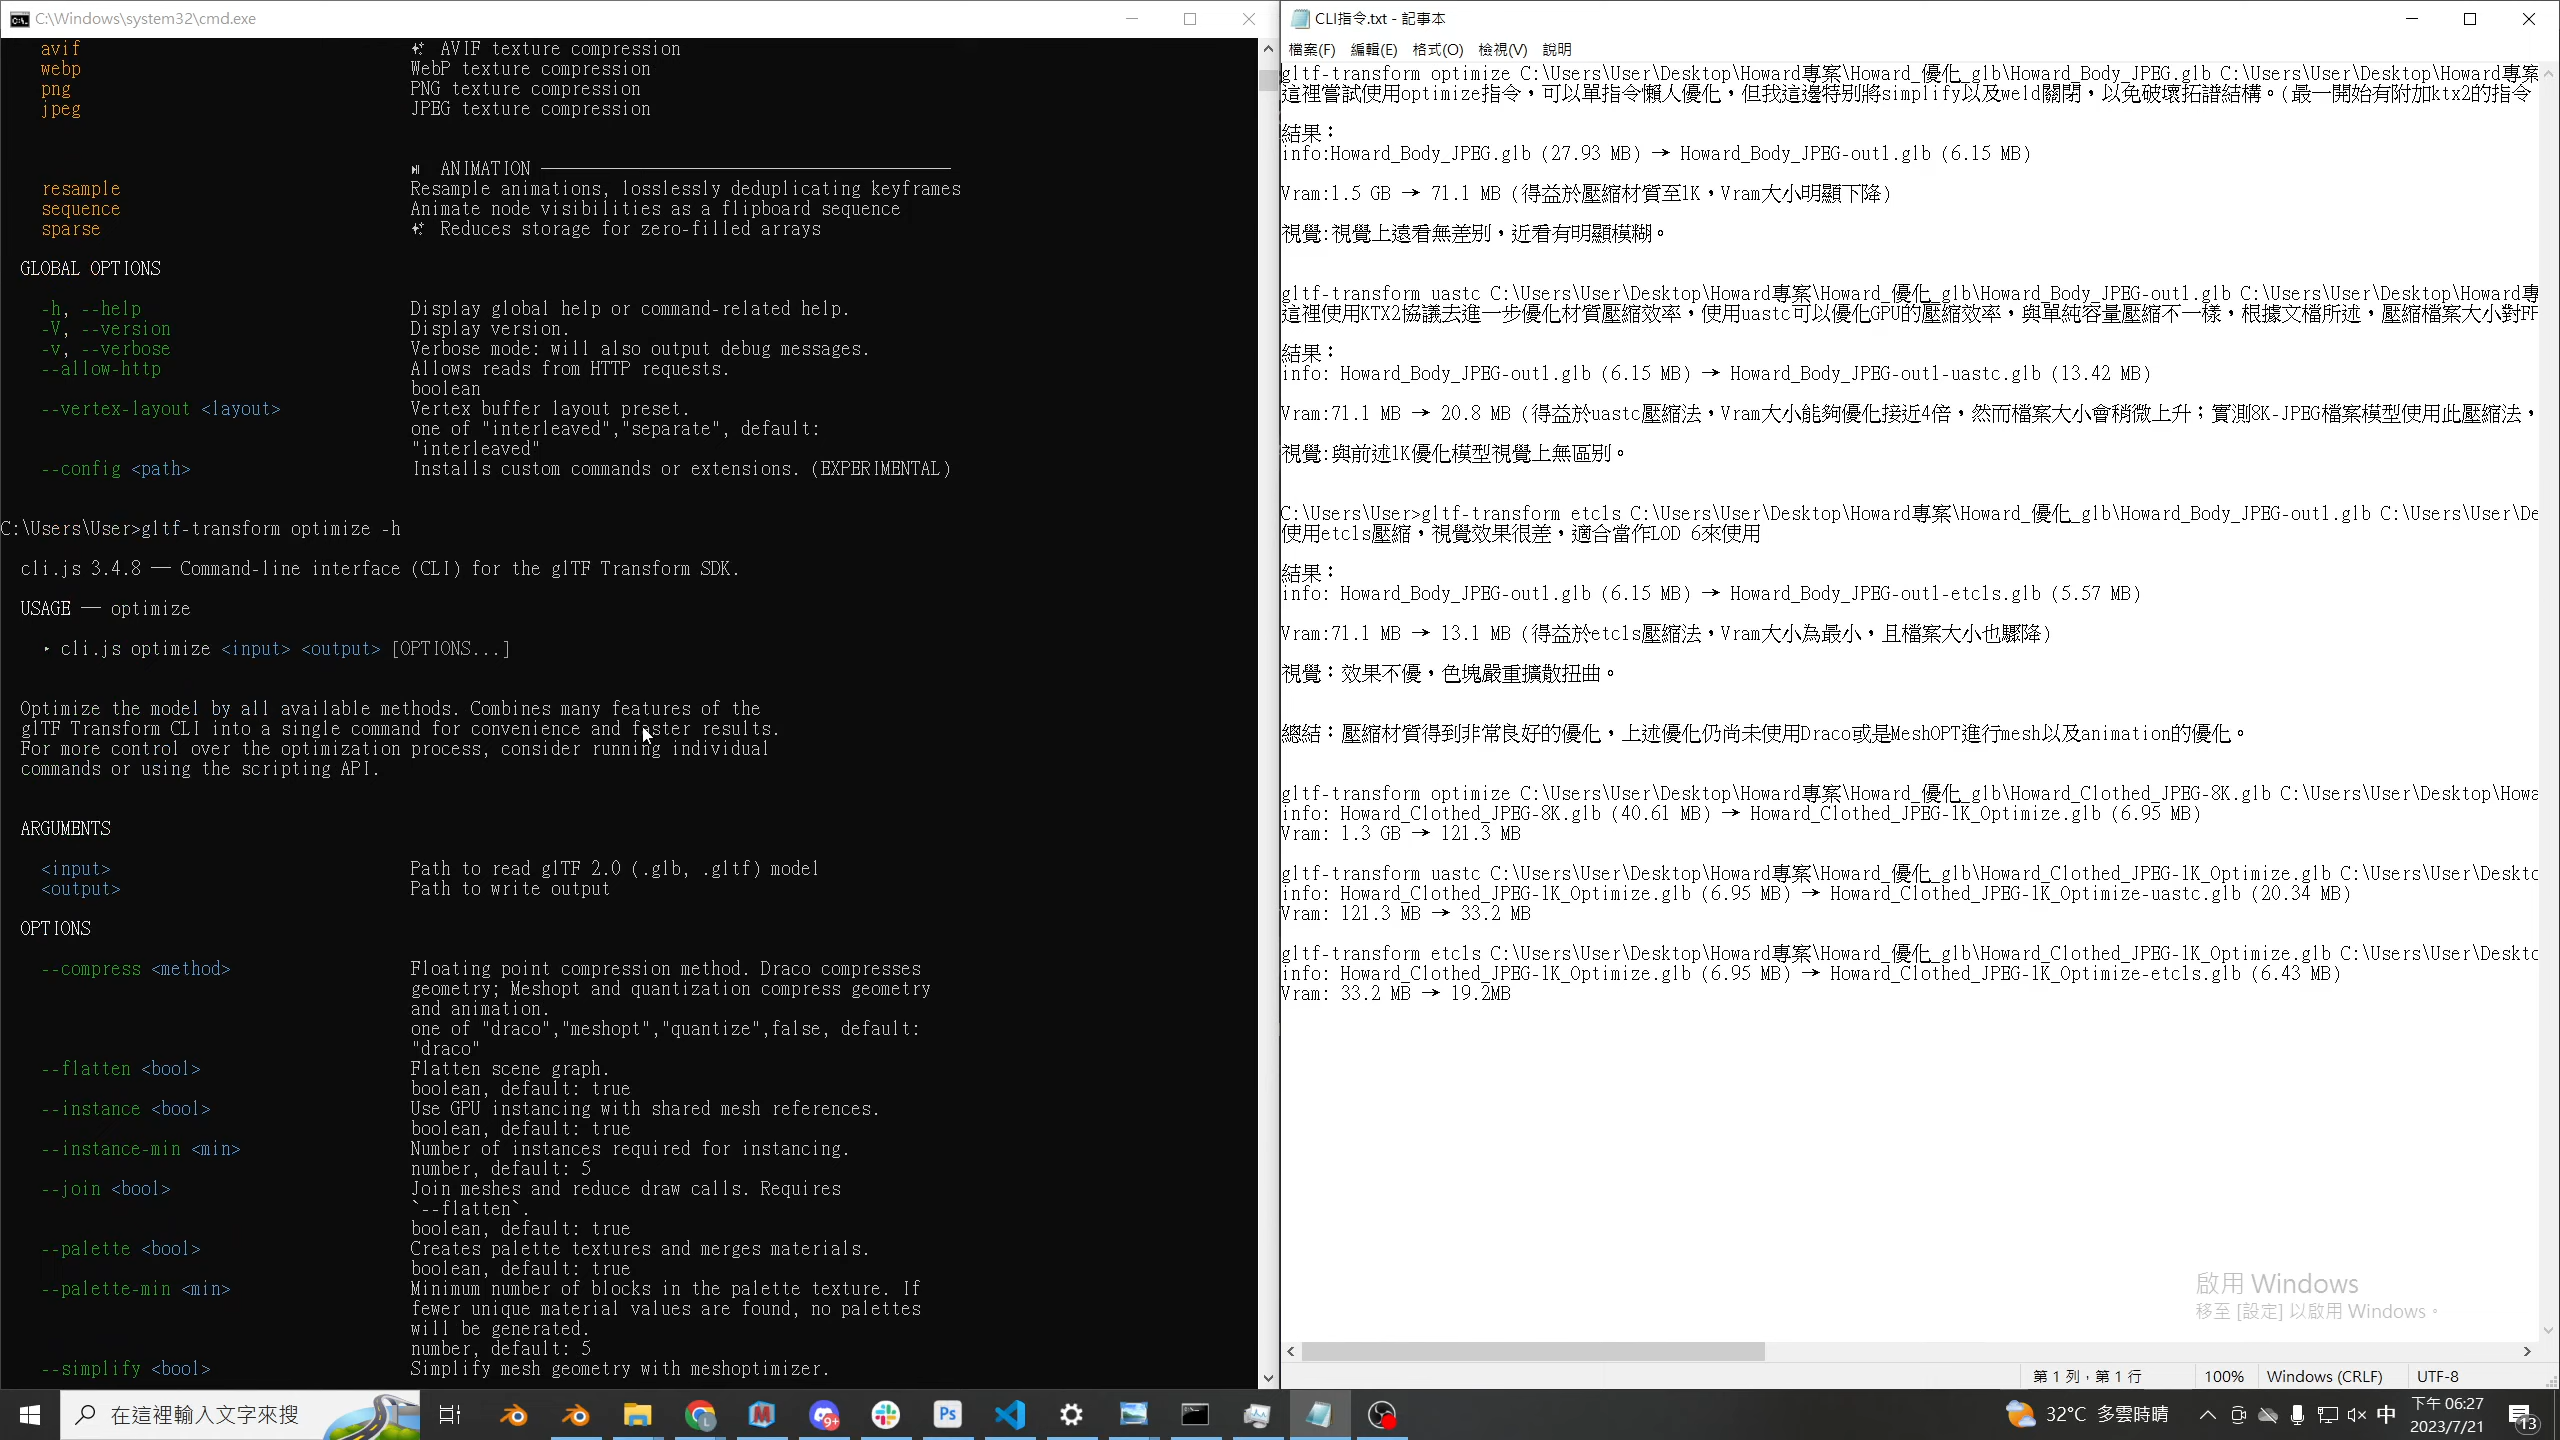 C:\Windows\system32\cmd.exe
avif ✨ AVIF texture compression
webp WebP texture compression
png PNG texture compression
jpeg JPEG texture compression
⏯ ANIMATION ─────────────────────────────────────────
resample Resample animations, losslessly deduplicating keyframes
sequence Animate node visibilities as a flipboard sequence
sparse ✨ Reduces storage for zero-filled arrays
GLOBAL OPTIONS
-h, --help Display global help or command-related help.
-V, --version Display version.
-v, --verbose Verbose mode: will also output debug messages.
--allow-http Allows reads from HTTP requests.
boolean
--vertex-layout <layout> Vertex buffer layout preset.
one of "interleaved","separate", default:
"interleaved"
--config <path> Installs custom commands or extensions. (EXPERIMENTAL)
C:\Users\User>gltf-transform optimize -h
cli.js 3.4.8 — Command-line interface (CLI) for the glTF Transform SDK.
USAGE — optimize
▸ cli.js optimize <input> <output> [OPTIONS...]
Optimize the model by all available methods. Combines many features of the
glTF Transform CLI into a single command for convenience and faster results.
For more control over the optimization process, consider running individual
commands or using the scripting API.
ARGUMENTS
<input> Path to read glTF 2.0 (.glb, .gltf) model
<output> Path to write output
OPTIONS
--compress <method> Floating point compression method. Draco compresses
geometry; Meshopt and quantization compress geometry
and animation.
one of "draco","meshopt","quantize",false, default:
"draco"
--flatten <bool> Flatten scene graph.
boolean, default: true
--instance <bool> Use GPU instancing with shared mesh references.
boolean, default: true
--instance-min <min> Number of instances required for instancing.
number, default: 5
--join <bool> Join meshes and reduce draw calls. Requires
`--flatten`.
boolean, default: true
--palette <bool> Creates palette textures and merges materials.
boolean, default: true
--palette-min <min> Minimum number of blocks in the palette texture. If
fewer unique material values are found, no palettes
will be generated.
number, default: 5
--simplify <bool> Simplify mesh geometry with meshoptimizer.
CLI指令.txt - 記事本
檔案(F) 編輯(E) 格式(O) 檢視(V) 說明
gltf-transform optimize C:\Users\User\Desktop\Howard專案\Howard_優化_glb\Howard_Body_JPEG.glb C:\Users\User\Desktop\Howard專案
這裡嘗試使用optimize指令，可以單指令懶人優化，但我這邊特別將simplify以及weld關閉，以免破壞拓譜結構。(最一開始有附加ktx2的指令
結果：
info:Howard_Body_JPEG.glb (27.93 MB) → Howard_Body_JPEG-out1.glb (6.15 MB)
Vram:1.5 GB → 71.1 MB (得益於壓縮材質至1K，Vram大小明顯下降)
視覺:視覺上遠看無差別，近看有明顯模糊。
gltf-transform uastc C:\Users\User\Desktop\Howard專案\Howard_優化_glb\Howard_Body_JPEG-out1.glb C:\Users\User\Desktop\Howard專
這裡使用KTX2協議去進一步優化材質壓縮效率，使用uastc可以優化GPU的壓縮效率，與單純容量壓縮不一樣，根據文檔所述，壓縮檔案大小對FF
結果：
info: Howard_Body_JPEG-out1.glb (6.15 MB) → Howard_Body_JPEG-out1-uastc.glb (13.42 MB)
Vram:71.1 MB → 20.8 MB (得益於uastc壓縮法，Vram大小能夠優化接近4倍，然而檔案大小會稍微上升；實測8K-JPEG檔案模型使用此壓縮法，
視覺:與前述1K優化模型視覺上無區別。
C:\Users\User>gltf-transform etc1s C:\Users\User\Desktop\Howard專案\Howard_優化_glb\Howard_Body_JPEG-out1.glb C:\Users\User\De
使用etc1s壓縮，視覺效果很差，適合當作LOD 6來使用
結果：
info: Howard_Body_JPEG-out1.glb (6.15 MB) → Howard_Body_JPEG-out1-etc1s.glb (5.57 MB)
Vram:71.1 MB → 13.1 MB (得益於etc1s壓縮法，Vram大小為最小，且檔案大小也驟降)
視覺：效果不優，色塊嚴重擴散扭曲。
總結：壓縮材質得到非常良好的優化，上述優化仍尚未使用Draco或是MeshOPT進行mesh以及animation的優化。
gltf-transform optimize C:\Users\User\Desktop\Howard專案\Howard_優化_glb\Howard_Clothed_JPEG-8K.glb C:\Users\User\Desktop\Howa
info: Howard_Clothed_JPEG-8K.glb (40.61 MB) → Howard_Clothed_JPEG-1K_Optimize.glb (6.95 MB)
Vram: 1.3 GB → 121.3 MB
gltf-transform uastc C:\Users\User\Desktop\Howard專案\Howard_優化_glb\Howard_Clothed_JPEG-1K_Optimize.glb C:\Users\User\Deskto
info: Howard_Clothed_JPEG-1K_Optimize.glb (6.95 MB) → Howard_Clothed_JPEG-1K_Optimize-uastc.glb (20.34 MB)
Vram: 121.3 MB → 33.2 MB
gltf-transform etc1s C:\Users\User\Desktop\Howard專案\Howard_優化_glb\Howard_Clothed_JPEG-1K_Optimize.glb C:\Users\User\Deskto
info: Howard_Clothed_JPEG-1K_Optimize.glb (6.95 MB) → Howard_Clothed_JPEG-1K_Optimize-etc1s.glb (6.43 MB)
Vram: 33.2 MB → 19.2MB
啟用 Windows
移至 [設定] 以啟用 Windows。
第 1 列，第 1 行 100% Windows (CRLF) UTF-8
在這裡輸入文字來搜
9+
Ps
32°C 多雲時晴
中
下午 06:27
2023/7/21
13